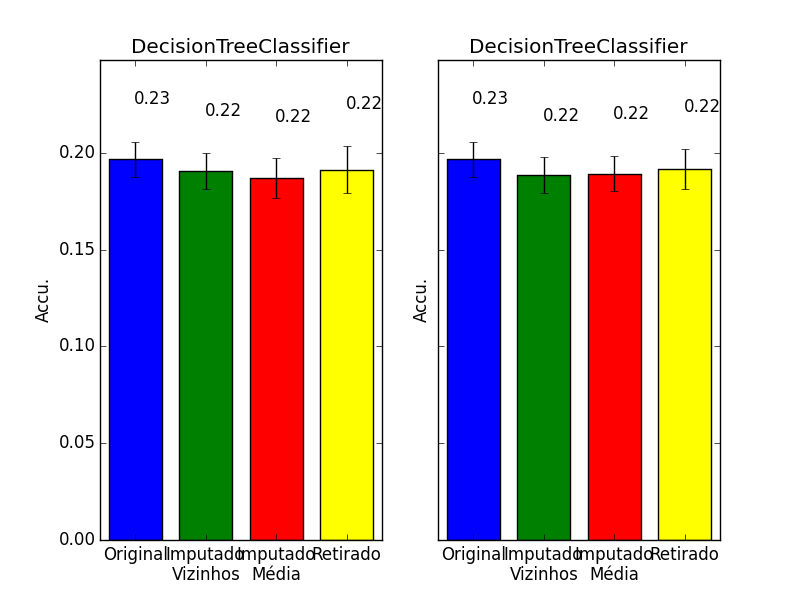 DecisionTreeClassifier
0.23
0.22
0.22
0.22
0.20
0.15
0.10
0.05
0.00
Accu.
Original
Imputado
Vizinhos
Imputado
Média
Retirado
DecisionTreeClassifier
0.23
0.22
0.22
0.22
Accu.
Original
Imputado
Vizinhos
Imputado
Média
Retirado